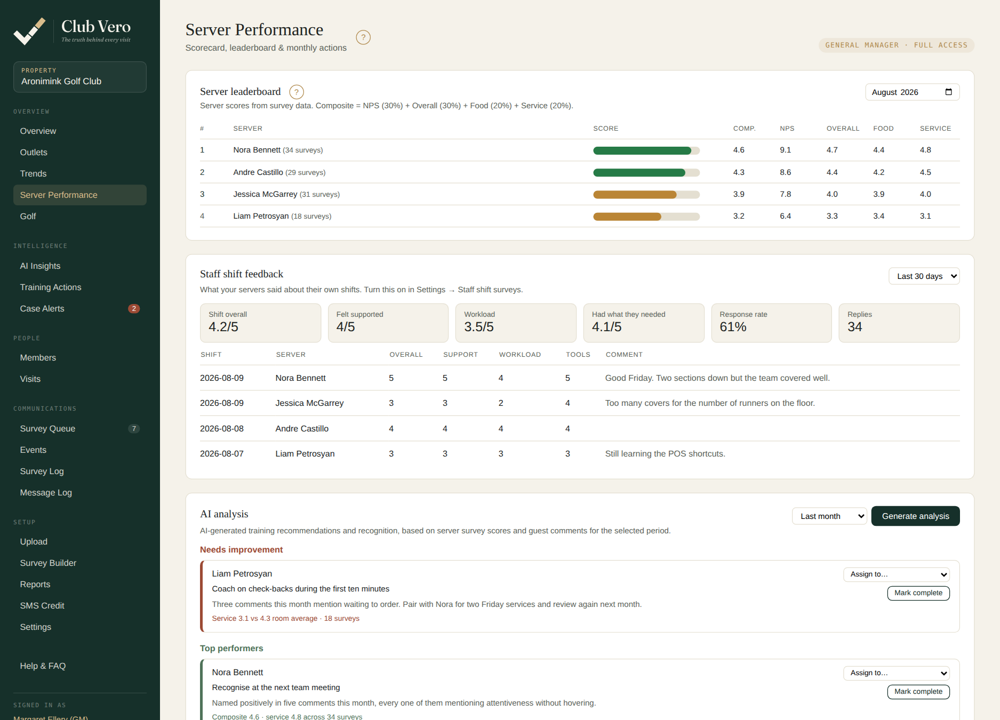 Club Vero
The truth behind every visit
PROPERTY
Aronimink Golf Club
OVERVIEW
Overview
Outlets
Trends
Server Performance
Golf
INTELLIGENCE
AI Insights
Training Actions
Case Alerts 2
PEOPLE
Members
Visits
COMMUNICATIONS
Survey Queue 7
Events
Survey Log
Message Log
SETUP
Upload
Survey Builder
Reports
SMS Credit
Settings
Help & FAQ
SIGNED IN AS
Margaret Ellery (GM)
Server Performance ?
Scorecard, leaderboard & monthly actions
GENERAL MANAGER · FULL ACCESS
Server leaderboard ?
August 2026
Server scores from survey data. Composite = NPS (30%) + Overall (30%) + Food (20%) + Service (20%).
# SERVER SCORE COMP. NPS OVERALL FOOD SERVICE
1 Nora Bennett (34 surveys) 4.6 9.1 4.7 4.4 4.8
2 Andre Castillo (29 surveys) 4.3 8.6 4.4 4.2 4.5
3 Jessica McGarrey (31 surveys) 3.9 7.8 4.0 3.9 4.0
4 Liam Petrosyan (18 surveys) 3.2 6.4 3.3 3.4 3.1
Staff shift feedback
Last 30 days
What your servers said about their own shifts. Turn this on in Settings → Staff shift surveys.
Shift overall Felt supported Workload Had what they needed Response rate Replies
4.2/5 4/5 3.5/5 4.1/5 61% 34
SHIFT SERVER OVERALL SUPPORT WORKLOAD TOOLS COMMENT
2026-08-09 Nora Bennett 5 5 4 5 Good Friday. Two sections down but the team covered well.
2026-08-09 Jessica McGarrey 3 3 2 4 Too many covers for the number of runners on the floor.
2026-08-08 Andre Castillo 4 4 4 4
2026-08-07 Liam Petrosyan 3 3 3 3 Still learning the POS shortcuts.
AI analysis
Last month Generate analysis
AI-generated training recommendations and recognition, based on server survey scores and guest comments for the selected period.
Needs improvement
Liam Petrosyan
Assign to…
Coach on check-backs during the first ten minutes
Mark complete
Three comments this month mention waiting to order. Pair with Nora for two Friday services and review again next month.
Service 3.1 vs 4.3 room average · 18 surveys
Top performers
Nora Bennett
Assign to…
Recognise at the next team meeting
Mark complete
Named positively in five comments this month, every one of them mentioning attentiveness without hovering.
Composite 4.6 · service 4.8 across 34 surveys